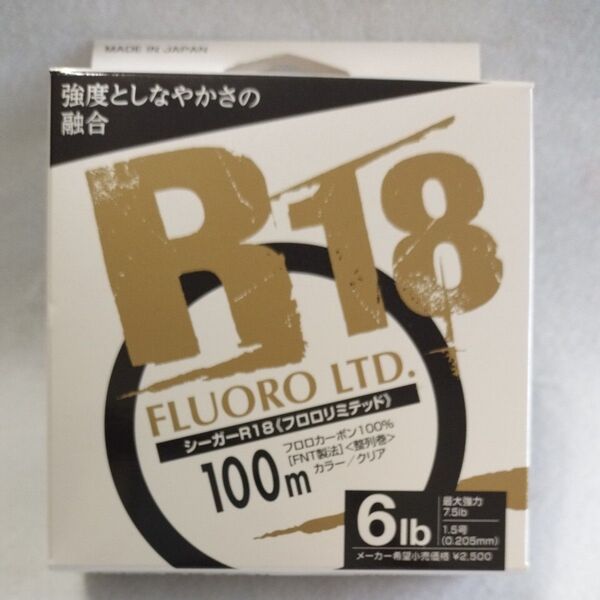 MADE IN JAPAN
強度としなやかさの
融合
R18
FLUORO LTD.
シーガーR18《フロロリミテッド》
100m
フロロカーボン100%
[FNT製法]<整列巻>
カラー／クリア
6lb
最大強力
7.5lb
1.5号
(0.205mm)
メーカー希望小売価格 ¥2,500